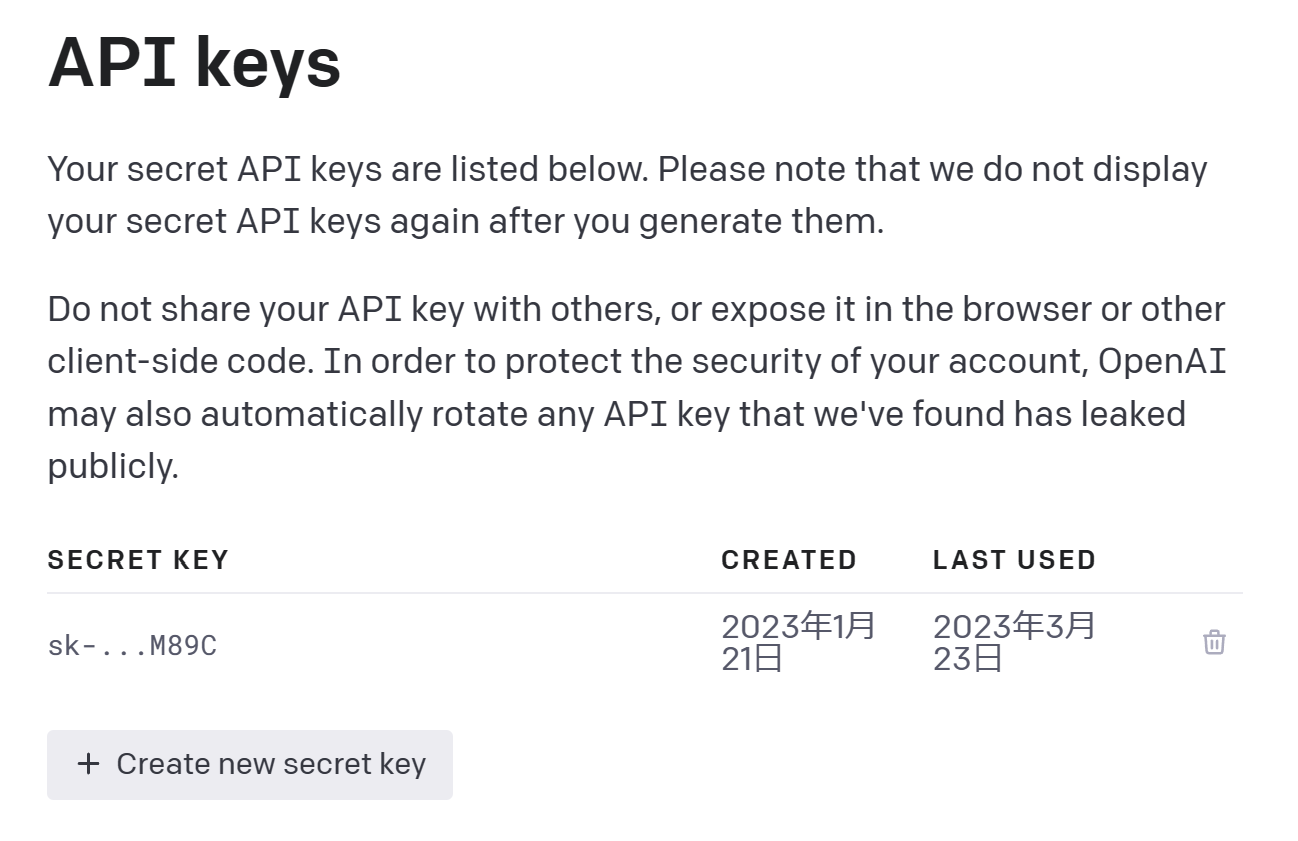 API keys
Your secret API keys are listed below. Please note that we do not display
your secret API keys again after you generate them.
Do not share your API key with others, or expose it in the browser or other
client-side code. In order to protect the security of your account, OpenAI
may also automatically rotate any API key that we've found has leaked
publicly.
SECRET KEY CREATED LAST USED
sk-...M89C 2023年1月 2023年3月
21日 23日
+ Create new secret key